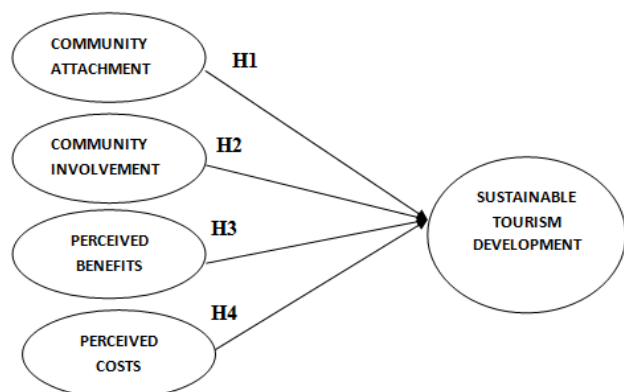 COMMUNITY
ATTACHMENT
H1
COMMUNITY
INVOLVEMENT
H2
PERCEIVED
BENEFITS
H3
PERCEIVED
COSTS
H4
SUSTAINABLE
TOURISM
DEVELOPMENT